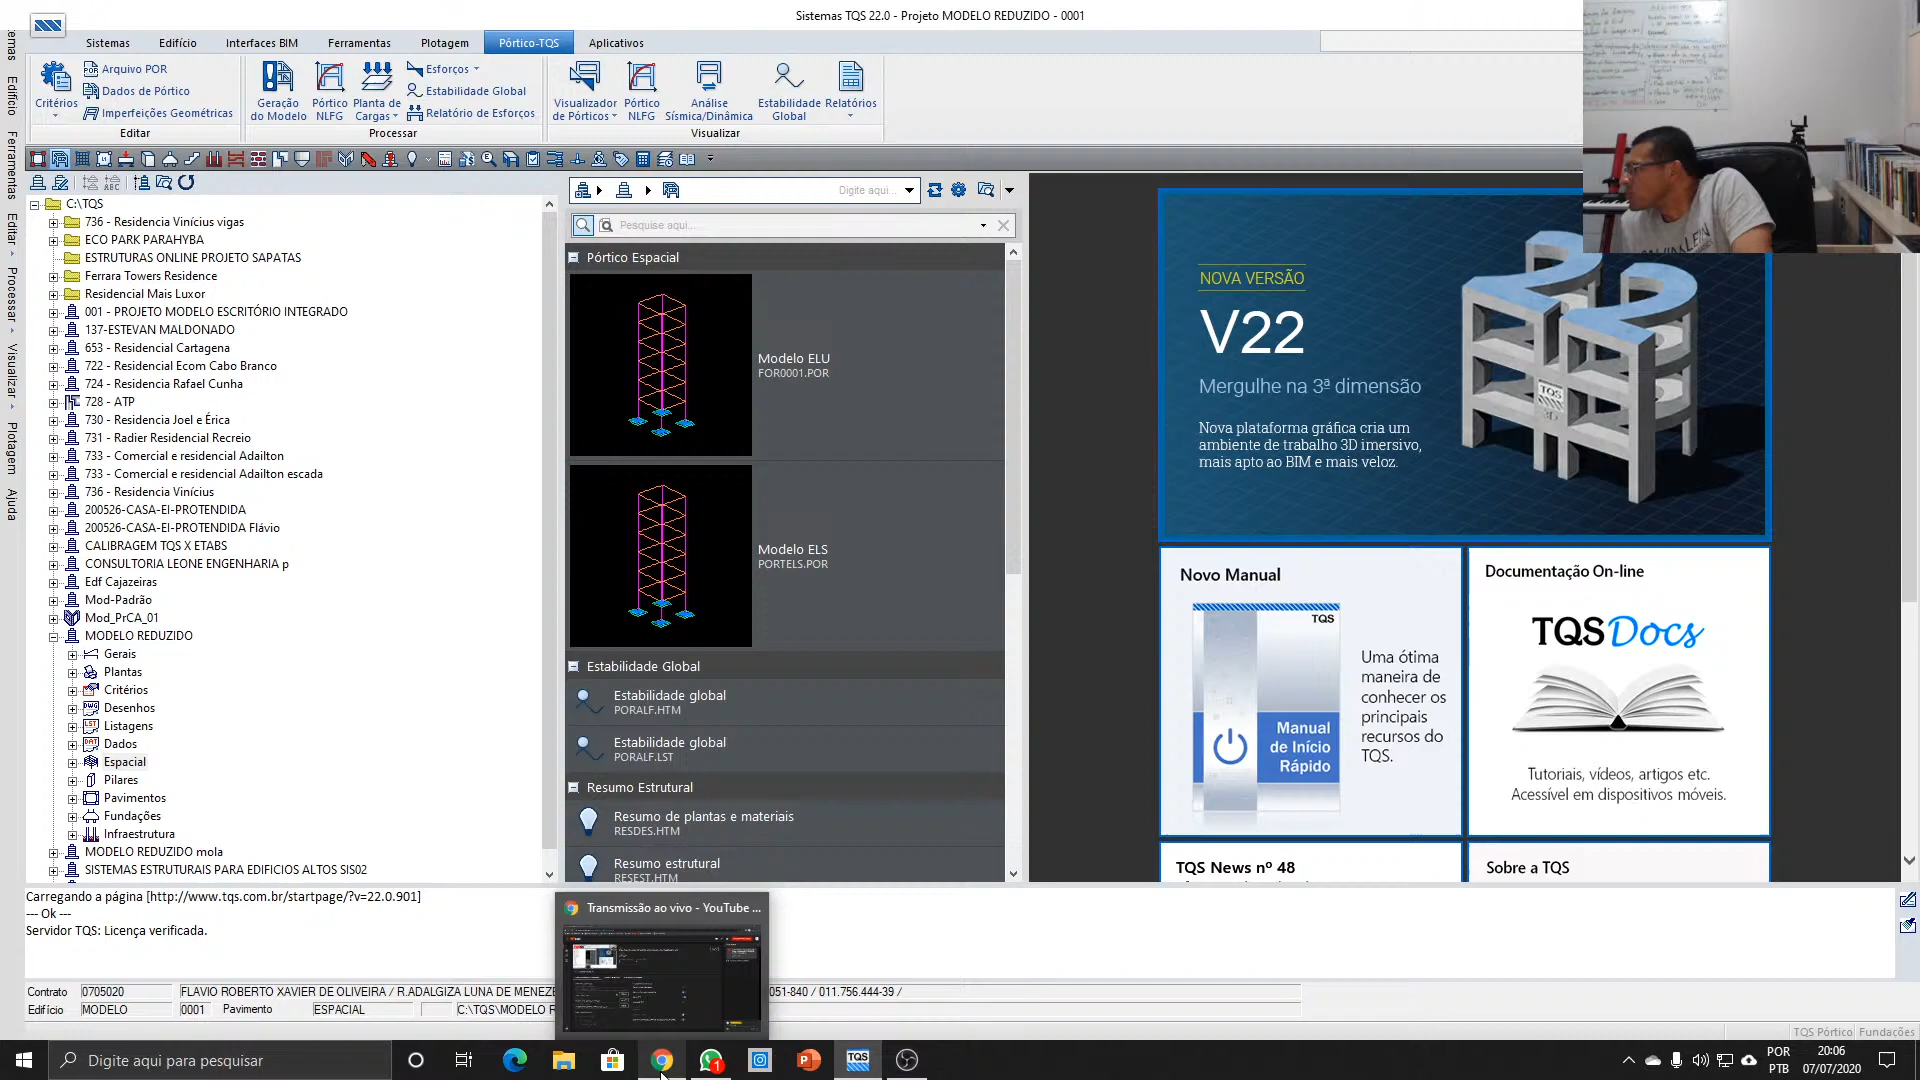 Sistemas TQS 22.0 - Projeto MODELO REDUZIDO - 0001
Sistemas Edifício Interfaces BIM Ferramentas Plotagem Pórtico-TQS Aplicativos
Critérios
Arquivo POR
Dados de Pórtico
Imperfeições Geométricas
Editar
Geração do Modelo
Pórtico NLFG
Planta de Cargas
Esforços
Estabilidade Global
Relatório de Esforços
Processar
Visualizador de Pórticos
Pórtico NLFG
Análise Sísmica/Dinâmica
Estabilidade Global
Relatórios
Visualizar
Edifício
Ferramentas
Editar
Processar
Visualizar
Plotagem
Ajuda
C:\TQS
736 - Residencia Vinícius vigas
ECO PARK PARAHYBA
ESTRUTURAS ONLINE PROJETO SAPATAS
Ferrara Towers Residence
Residencial Mais Luxor
001 - PROJETO MODELO ESCRITÓRIO INTEGRADO
137-ESTEVAN MALDONADO
653 - Residencial Cartagena
722 - Residencial Ecom Cabo Branco
724 - Residencia Rafael Cunha
728 - ATP
730 - Residencia Joel e Érica
731 - Radier Residencial Recreio
733 - Comercial e residencial Adailton
733 - Comercial e residencial Adailton escada
736 - Residencia Vinícius
200526-CASA-EI-PROTENDIDA
200526-CASA-EI-PROTENDIDA Flávio
CALIBRAGEM TQS X ETABS
CONSULTORIA LEONE ENGENHARIA p
Edf Cajazeiras
Mod-Padrão
Mod_PrCA_01
MODELO REDUZIDO
Gerais
Plantas
Critérios
Desenhos
Listagens
Dados
Espacial
Pilares
Pavimentos
Fundações
Infraestrutura
MODELO REDUZIDO mola
SISTEMAS ESTRUTURAIS PARA EDIFICIOS ALTOS SIS02
Digite aqui...
Pesquise aqui...
Pórtico Espacial
Modelo ELU
FOR0001.POR
Modelo ELS
PORTELS.POR
Estabilidade Global
Estabilidade global
PORALF.HTM
Estabilidade global
PORALF.LST
Resumo Estrutural
Resumo de plantas e materiais
RESDES.HTM
Resumo estrutural
RESEST.HTM
NOVA VERSÃO
V22
Mergulhe na 3ª dimensão
Nova plataforma gráfica cria um
ambiente de trabalho 3D imersivo,
mais apto ao BIM e mais veloz.
TQS
Novo Manual
TQS
Manual
de Início
Rápido
Uma ótima
maneira de
conhecer os
principais
recursos do
TQS.
Documentação On-line
TQSDocs
Tutoriais, vídeos, artigos etc.
Acessível em dispositivos móveis.
TQS News nº 48
Sobre a TQS
Carregando a página [http://www.tqs.com.br/startpage/?v=22.0.901]
--- Ok ---
Servidor TQS: Licença verificada.
Transmissão ao vivo - YouTube ...
Contrato 0705020 FLAVIO ROBERTO XAVIER DE OLIVEIRA / R.ADALGIZA LUNA DE MENEZE 051-840 / 011.756.444-39 /
Edifício MODELO 0001 Pavimento ESPACIAL C:\TQS\MODELO R
TQS Pórtico Fundações
Digite aqui para pesquisar
1
TQS
POR
PTB
20:06
07/07/2020